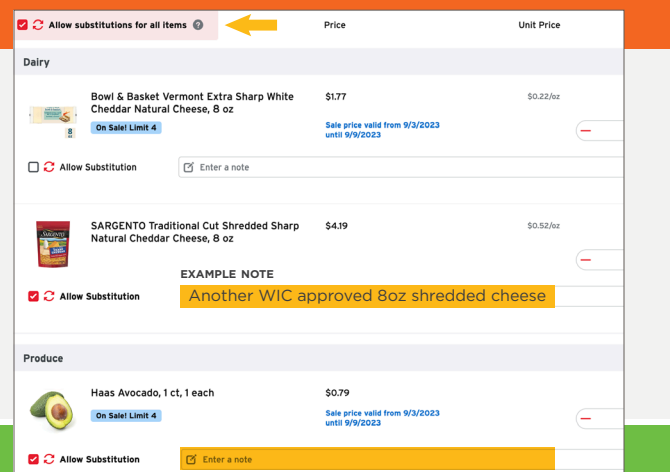 Allow substitutions for all items ?
Price
Unit Price
Dairy
Bowl & Basket Vermont Extra Sharp White
Cheddar Natural Cheese, 8 oz
$1.77
$0.22/oz
On Sale! Limit 4
Sale price valid from 9/3/2023
until 9/9/2023
8
Allow Substitution
Enter a note
SARGENTO
SARGENTO Traditional Cut Shredded Sharp
Natural Cheddar Cheese, 8 oz
$4.19
$0.52/oz
EXAMPLE NOTE
Allow Substitution
Another WIC approved 8oz shredded cheese
Produce
Haas Avocado, 1 ct, 1 each
$0.79
On Sale! Limit 4
Sale price valid from 9/3/2023
until 9/9/2023
Allow Substitution
Enter a note